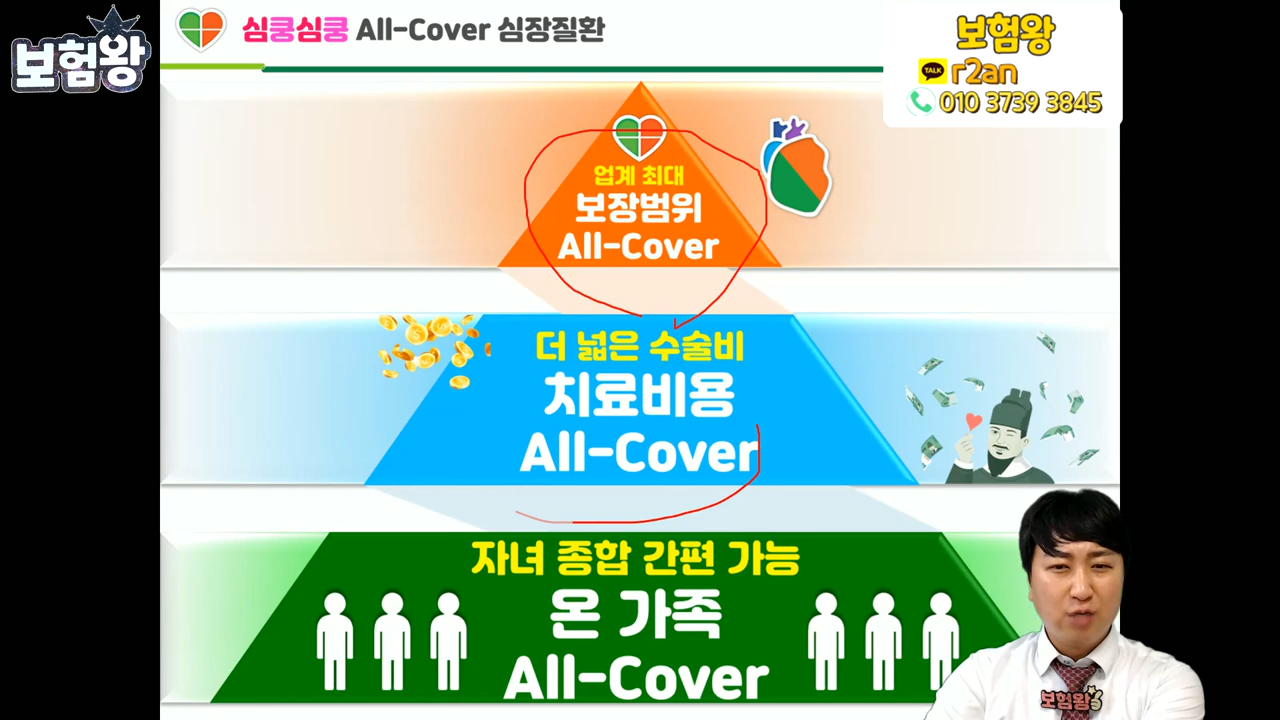 보험왕
심쿵심쿵 All-Cover 심장질환
보험왕
TALK r2an
010 3739 3845
업계 최대
보장범위
All-Cover
더 넓은 수술비
치료비용
All-Cover
자녀 종합 간편 가능
온 가족
All-Cover
보험왕